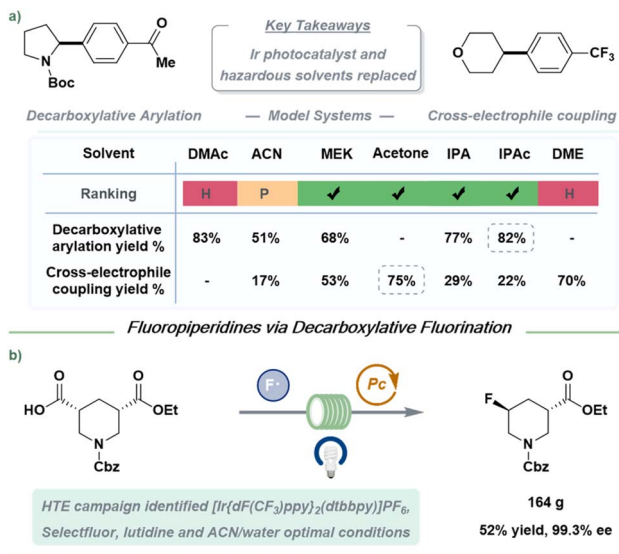 a)
Key Takeaways
Ir photocatalyst and
hazardous solvents replaced
O
Me
N
Boc
O
CF3
Decarboxylative Arylation — Model Systems — Cross-electrophile coupling
Solvent DMAc ACN MEK Acetone IPA IPAc DME
Ranking H P ✓ ✓ ✓ ✓ H
Decarboxylative
arylation yield % 83% 51% 68% - 77% 82% -
Cross-electrophile
coupling yield % - 17% 53% 75% 29% 22% 70%
Fluoropiperidines via Decarboxylative Fluorination
b)
O O
HO OEt
N
Cbz
F· Pc
O
F OEt
N
Cbz
HTE campaign identified [Ir{dF(CF3)ppy}2(dtbbpy)]PF6,
Selectfluor, lutidine and ACN/water optimal conditions
164 g
52% yield, 99.3% ee